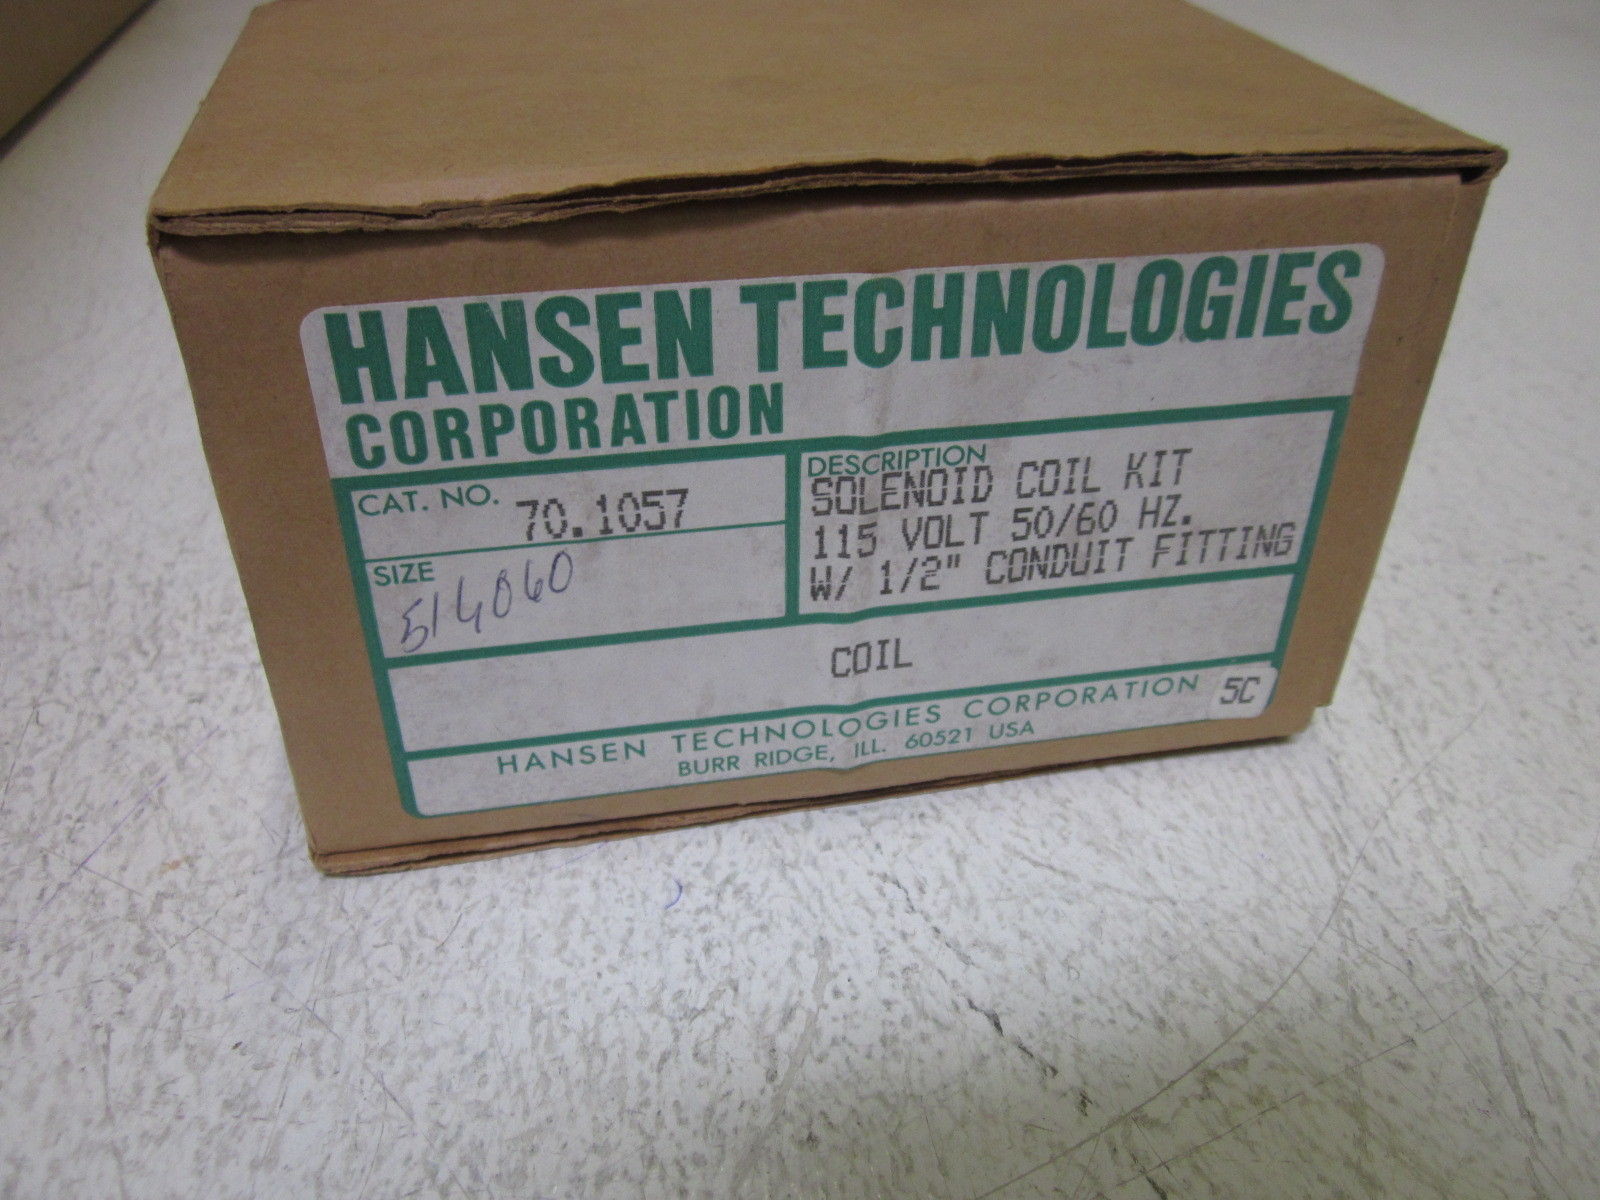 HANSEN TECHNOLOGIES
CORPORATION
CAT. NO. 70.1057
SIZE
514060
DESCRIPTION
SOLENOID COIL KIT
115 VOLT 50/60 HZ.
W/ 1/2" CONDUIT FITTING
COIL
5C
HANSEN TECHNOLOGIES CORPORATION
BURR RIDGE, ILL. 60521 USA